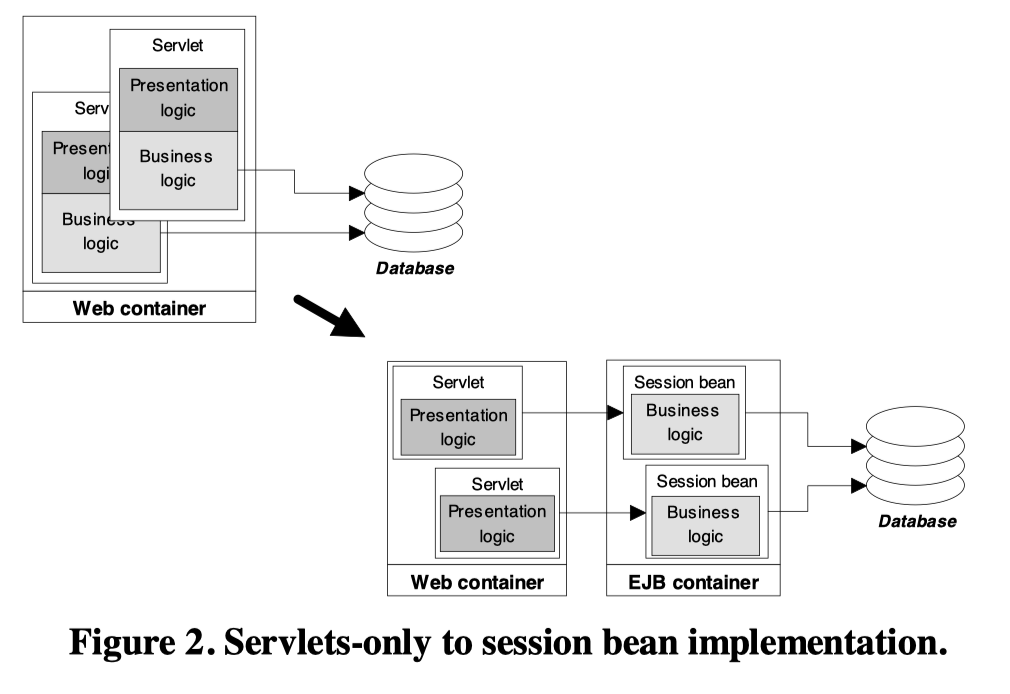 Servlet
Presentation
logic
Business
logic
Serv
Presen
logi
Business
logic
Database
Web container
Servlet
Presentation
logic
Servlet
Presentation
logic
Web container
Session bean
Business
logic
Session bean
Business
logic
EJB container
Database
Figure 2. Servlets-only to session bean implementation.